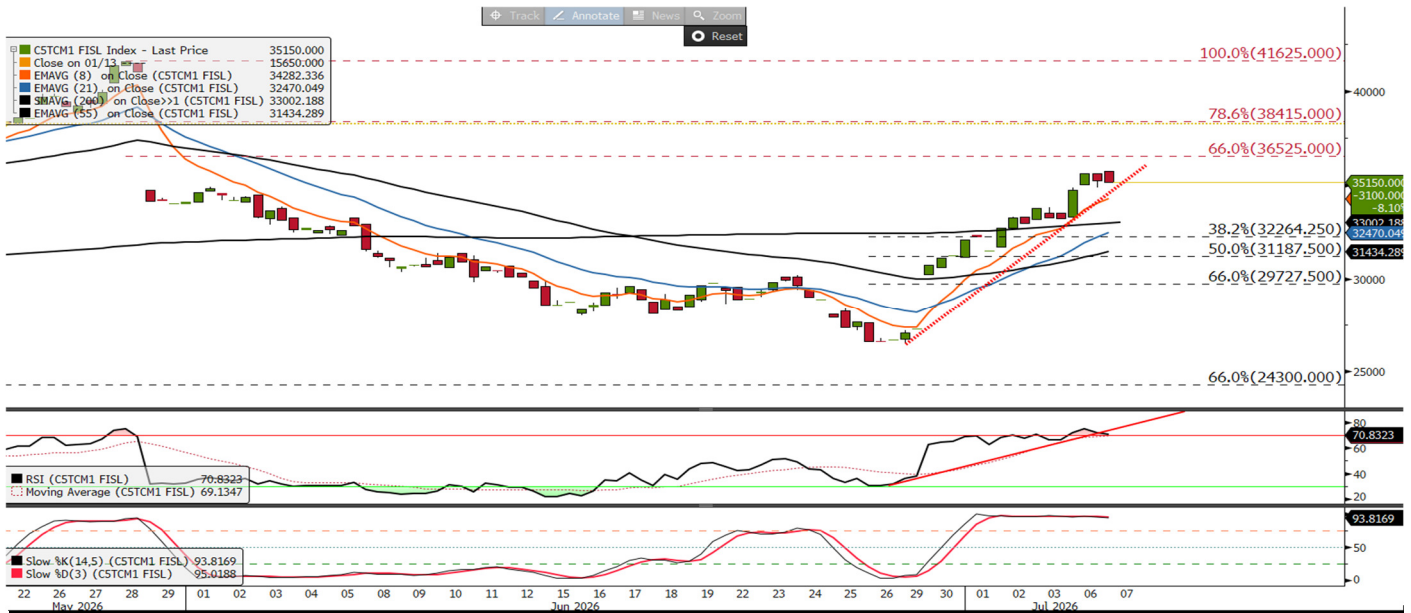 Track Annotate News Zoom
Reset
C5TCM1 FISL Index - Last Price 35150.000
Close on 01/13 15650.000
EMAVG (8) on Close (C5TCM1 FISL) 34282.336
EMAVG (21) on Close (C5TCM1 FISL) 32470.049
SMAVG (200) on Close>>1 (C5TCM1 FISL) 33002.188
EMAVG (55) on Close (C5TCM1 FISL) 31434.289
100.0%(41625.000)
40000
78.6%(38415.000)
66.0%(36525.000)
35150.000
-3100.000
-8.10%
33002.188
38.2%(32264.250)
32470.049
50.0%(31187.500)
31434.289
30000
66.0%(29727.500)
25000
66.0%(24300.000)
80
70.8323
60
40
20
RSI (C5TCM1 FISL) 70.8323
Moving Average (C5TCM1 FISL) 69.1347
93.8169
50
0
Slow %K(14,5) (C5TCM1 FISL) 93.8169
Slow %D(3) (C5TCM1 FISL) 95.0188
22 25 26 27 28 29 01 02 03 04 05 08 09 10 11 12 15 16 17 18 19 22 23 24 25 26 29 30 01 02 03 06 07
May 2026 Jun 2026 Jul 2026